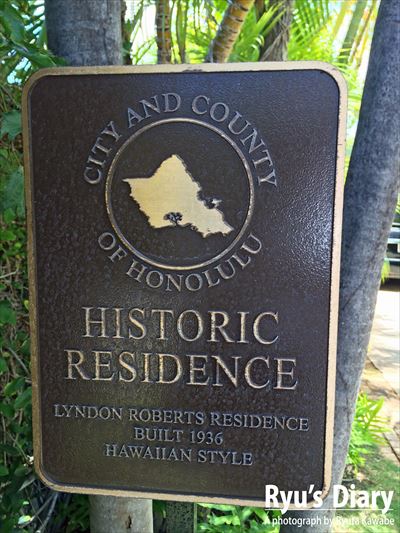 CITY AND COUNTY
OF HONOLULU
HISTORIC
RESIDENCE
LYNDON ROBERTS RESIDENCE
BUILT 1936
HAWAIIAN STYLE
Ryu's Diary
photograph by Ryuta Kawabe